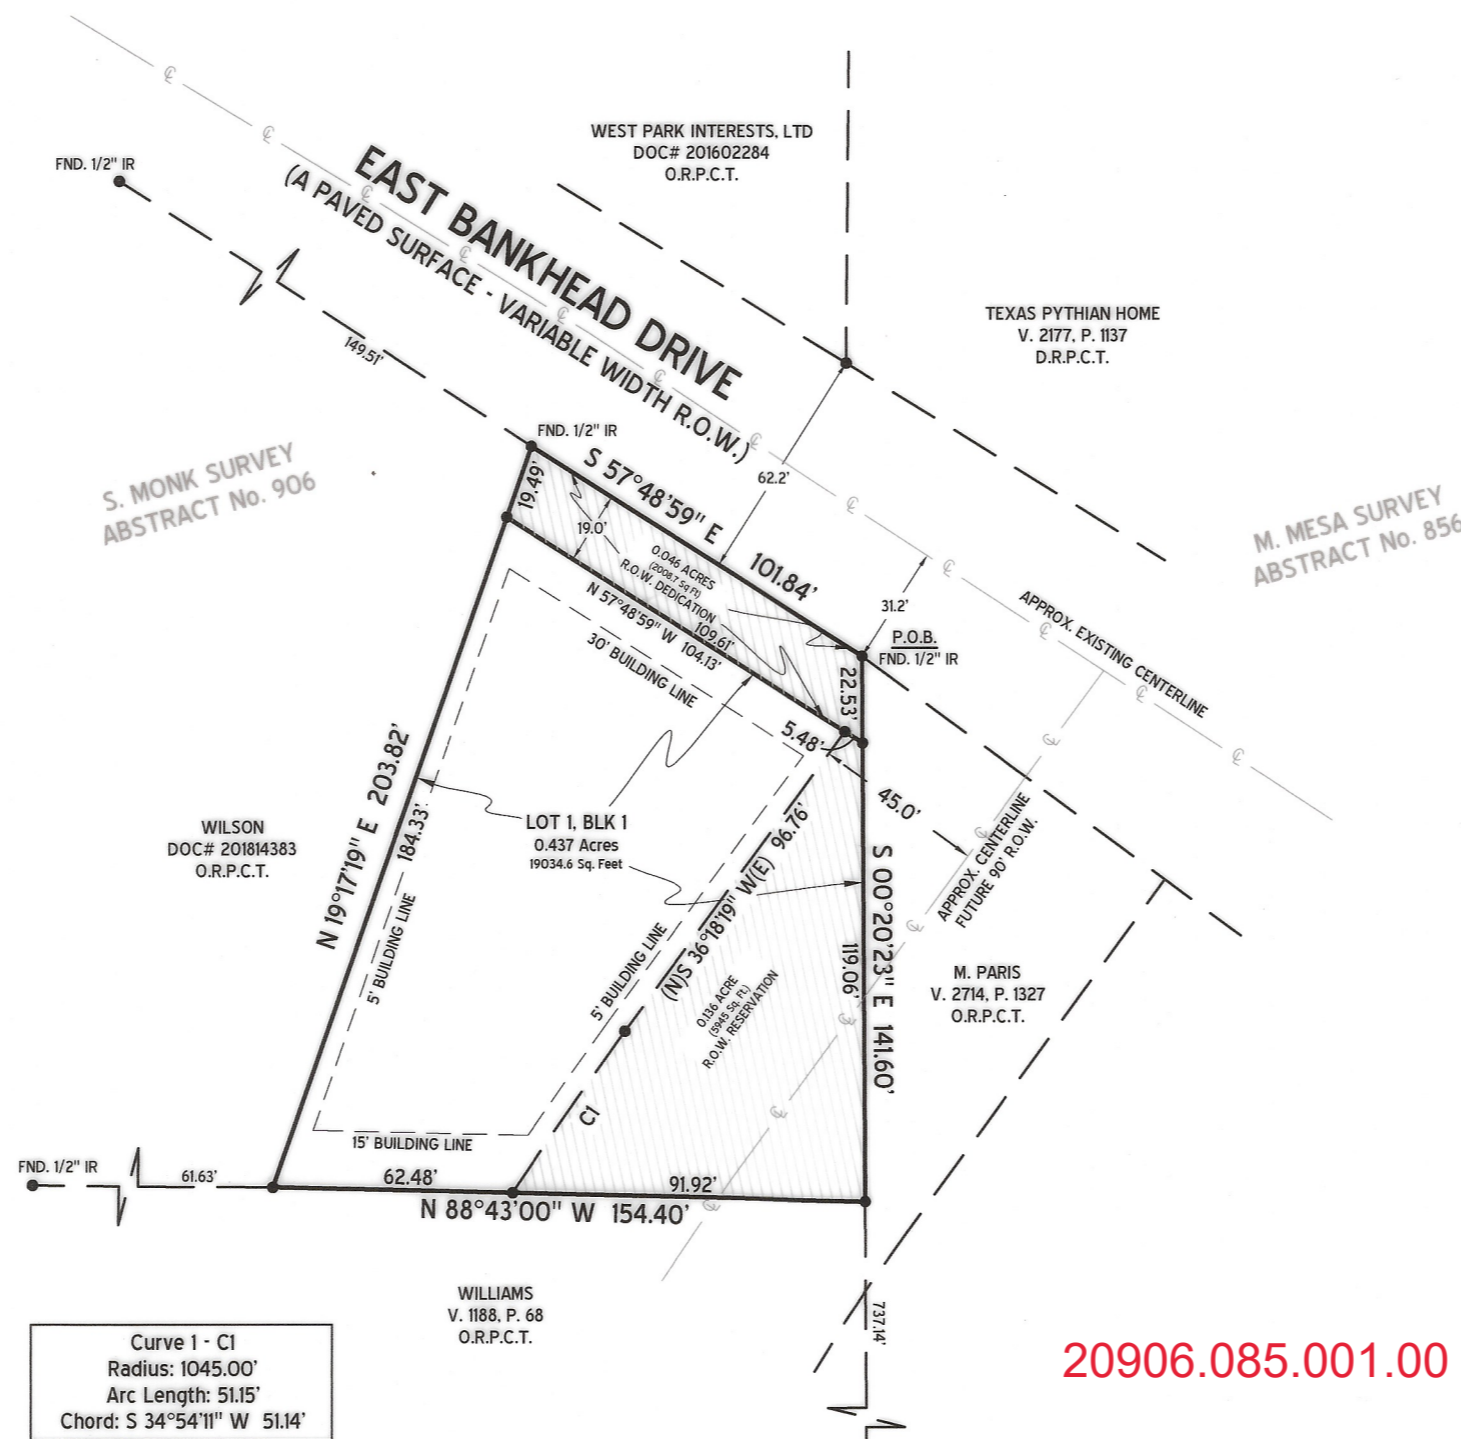 WEST PARK INTERESTS, LTD
DOC# 201602284
O.R.P.C.T.
FND. 1/2" IR
EAST BANKHEAD DRIVE
(A PAVED SURFACE - VARIABLE WIDTH R.O.W.)
TEXAS PYTHIAN HOME
V. 2177, P. 1137
D.R.P.C.T.
149.51'
FND. 1/2" IR
S. MONK SURVEY
ABSTRACT No. 906
S 57°48'59" E 101.84'
62.2'
M. MESA SURVEY
ABSTRACT No. 856
19.49'
19.0'
0.046 ACRES
(2008.7 Sq Ft)
R.O.W. DEDICATION
109.61'
N 57°48'59" W 104.13'
30' BUILDING LINE
31.2'
P.O.B.
FND. 1/2" IR
APPROX. EXISTING CENTERLINE
22.53'
5.48'
45.0'
APPROX. CENTERLINE
FUTURE 90' R.O.W.
WILSON
DOC# 201814383
O.R.P.C.T.
N 19°17'19" E 203.82'
184.33'
5' BUILDING LINE
LOT 1, BLK 1
0.437 Acres
19034.6 Sq. Feet
(N)S 36°18'19" W(E) 96.76'
5' BUILDING LINE
0.136 ACRE
(5945 Sq. Ft.)
R.O.W. RESERVATION
S 00°20'23" E 141.60'
119.06'
M. PARIS
V. 2714, P. 1327
O.R.P.C.T.
C1
15' BUILDING LINE
FND. 1/2" IR
61.63'
62.48'
91.92'
N 88°43'00" W 154.40'
WILLIAMS
V. 1188, P. 68
O.R.P.C.T.
737.14'
Curve 1 - C1
Radius: 1045.00'
Arc Length: 51.15'
Chord: S 34°54'11" W 51.14'
20906.085.001.00